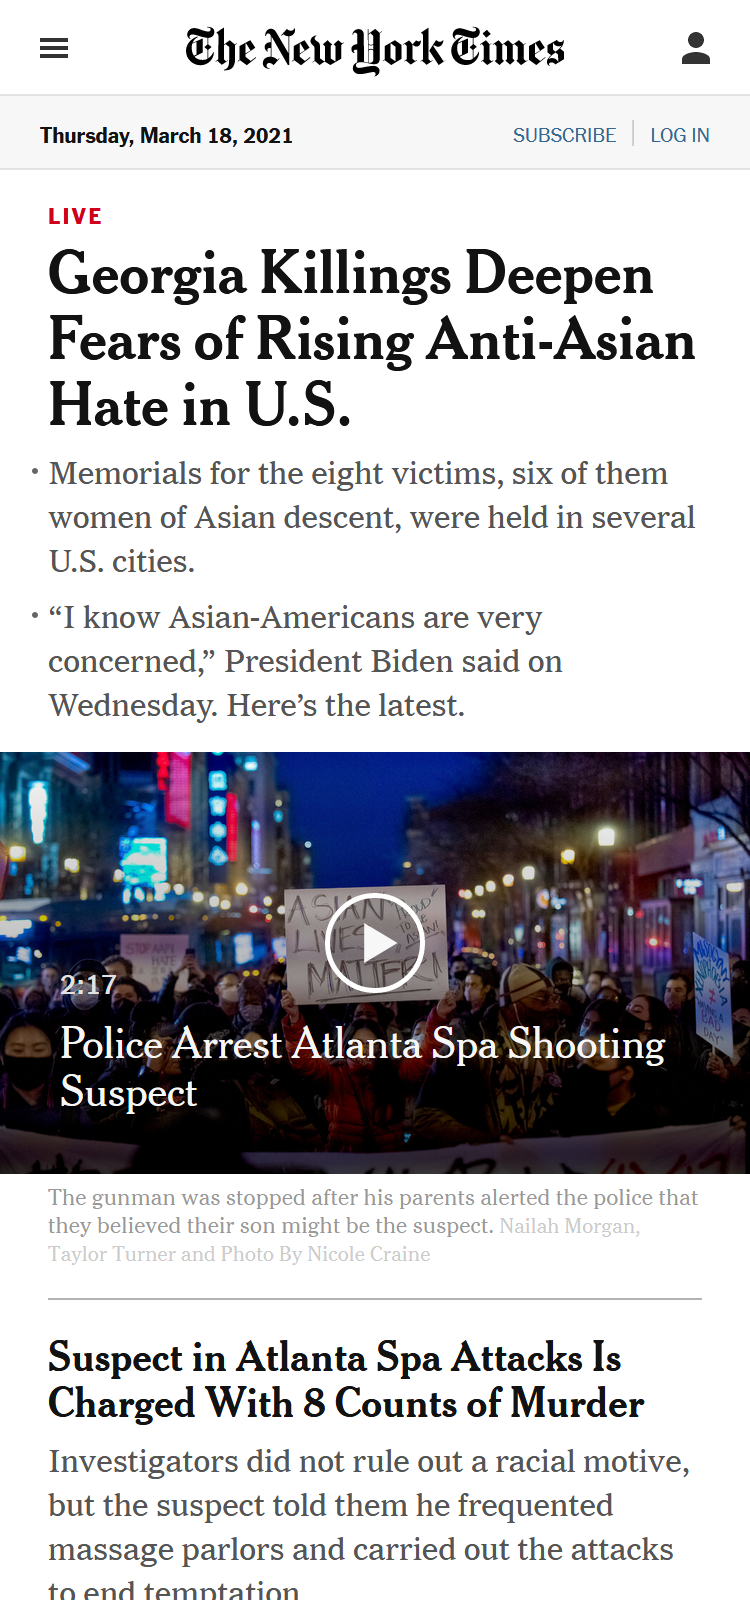 The New York Times
Thursday, March 18, 2021
SUBSCRIBE
LOG IN
LIVE
Georgia Killings Deepen
Fears of Rising Anti-Asian
Hate in U.S.
• Memorials for the eight victims, six of them
women of Asian descent, were held in several
U.S. cities.
• “I know Asian-Americans are very
concerned,” President Biden said on
Wednesday. Here’s the latest.
ASIAN
LIVES
MATTER!
PROUD
TO BE
ASIAN!
STOP AAPI
HATE
2:17
Police Arrest Atlanta Spa Shooting
Suspect
The gunman was stopped after his parents alerted the police that
they believed their son might be the suspect. Nailah Morgan,
Taylor Turner and Photo By Nicole Craine
Suspect in Atlanta Spa Attacks Is
Charged With 8 Counts of Murder
Investigators did not rule out a racial motive,
but the suspect told them he frequented
massage parlors and carried out the attacks
to end temptation.